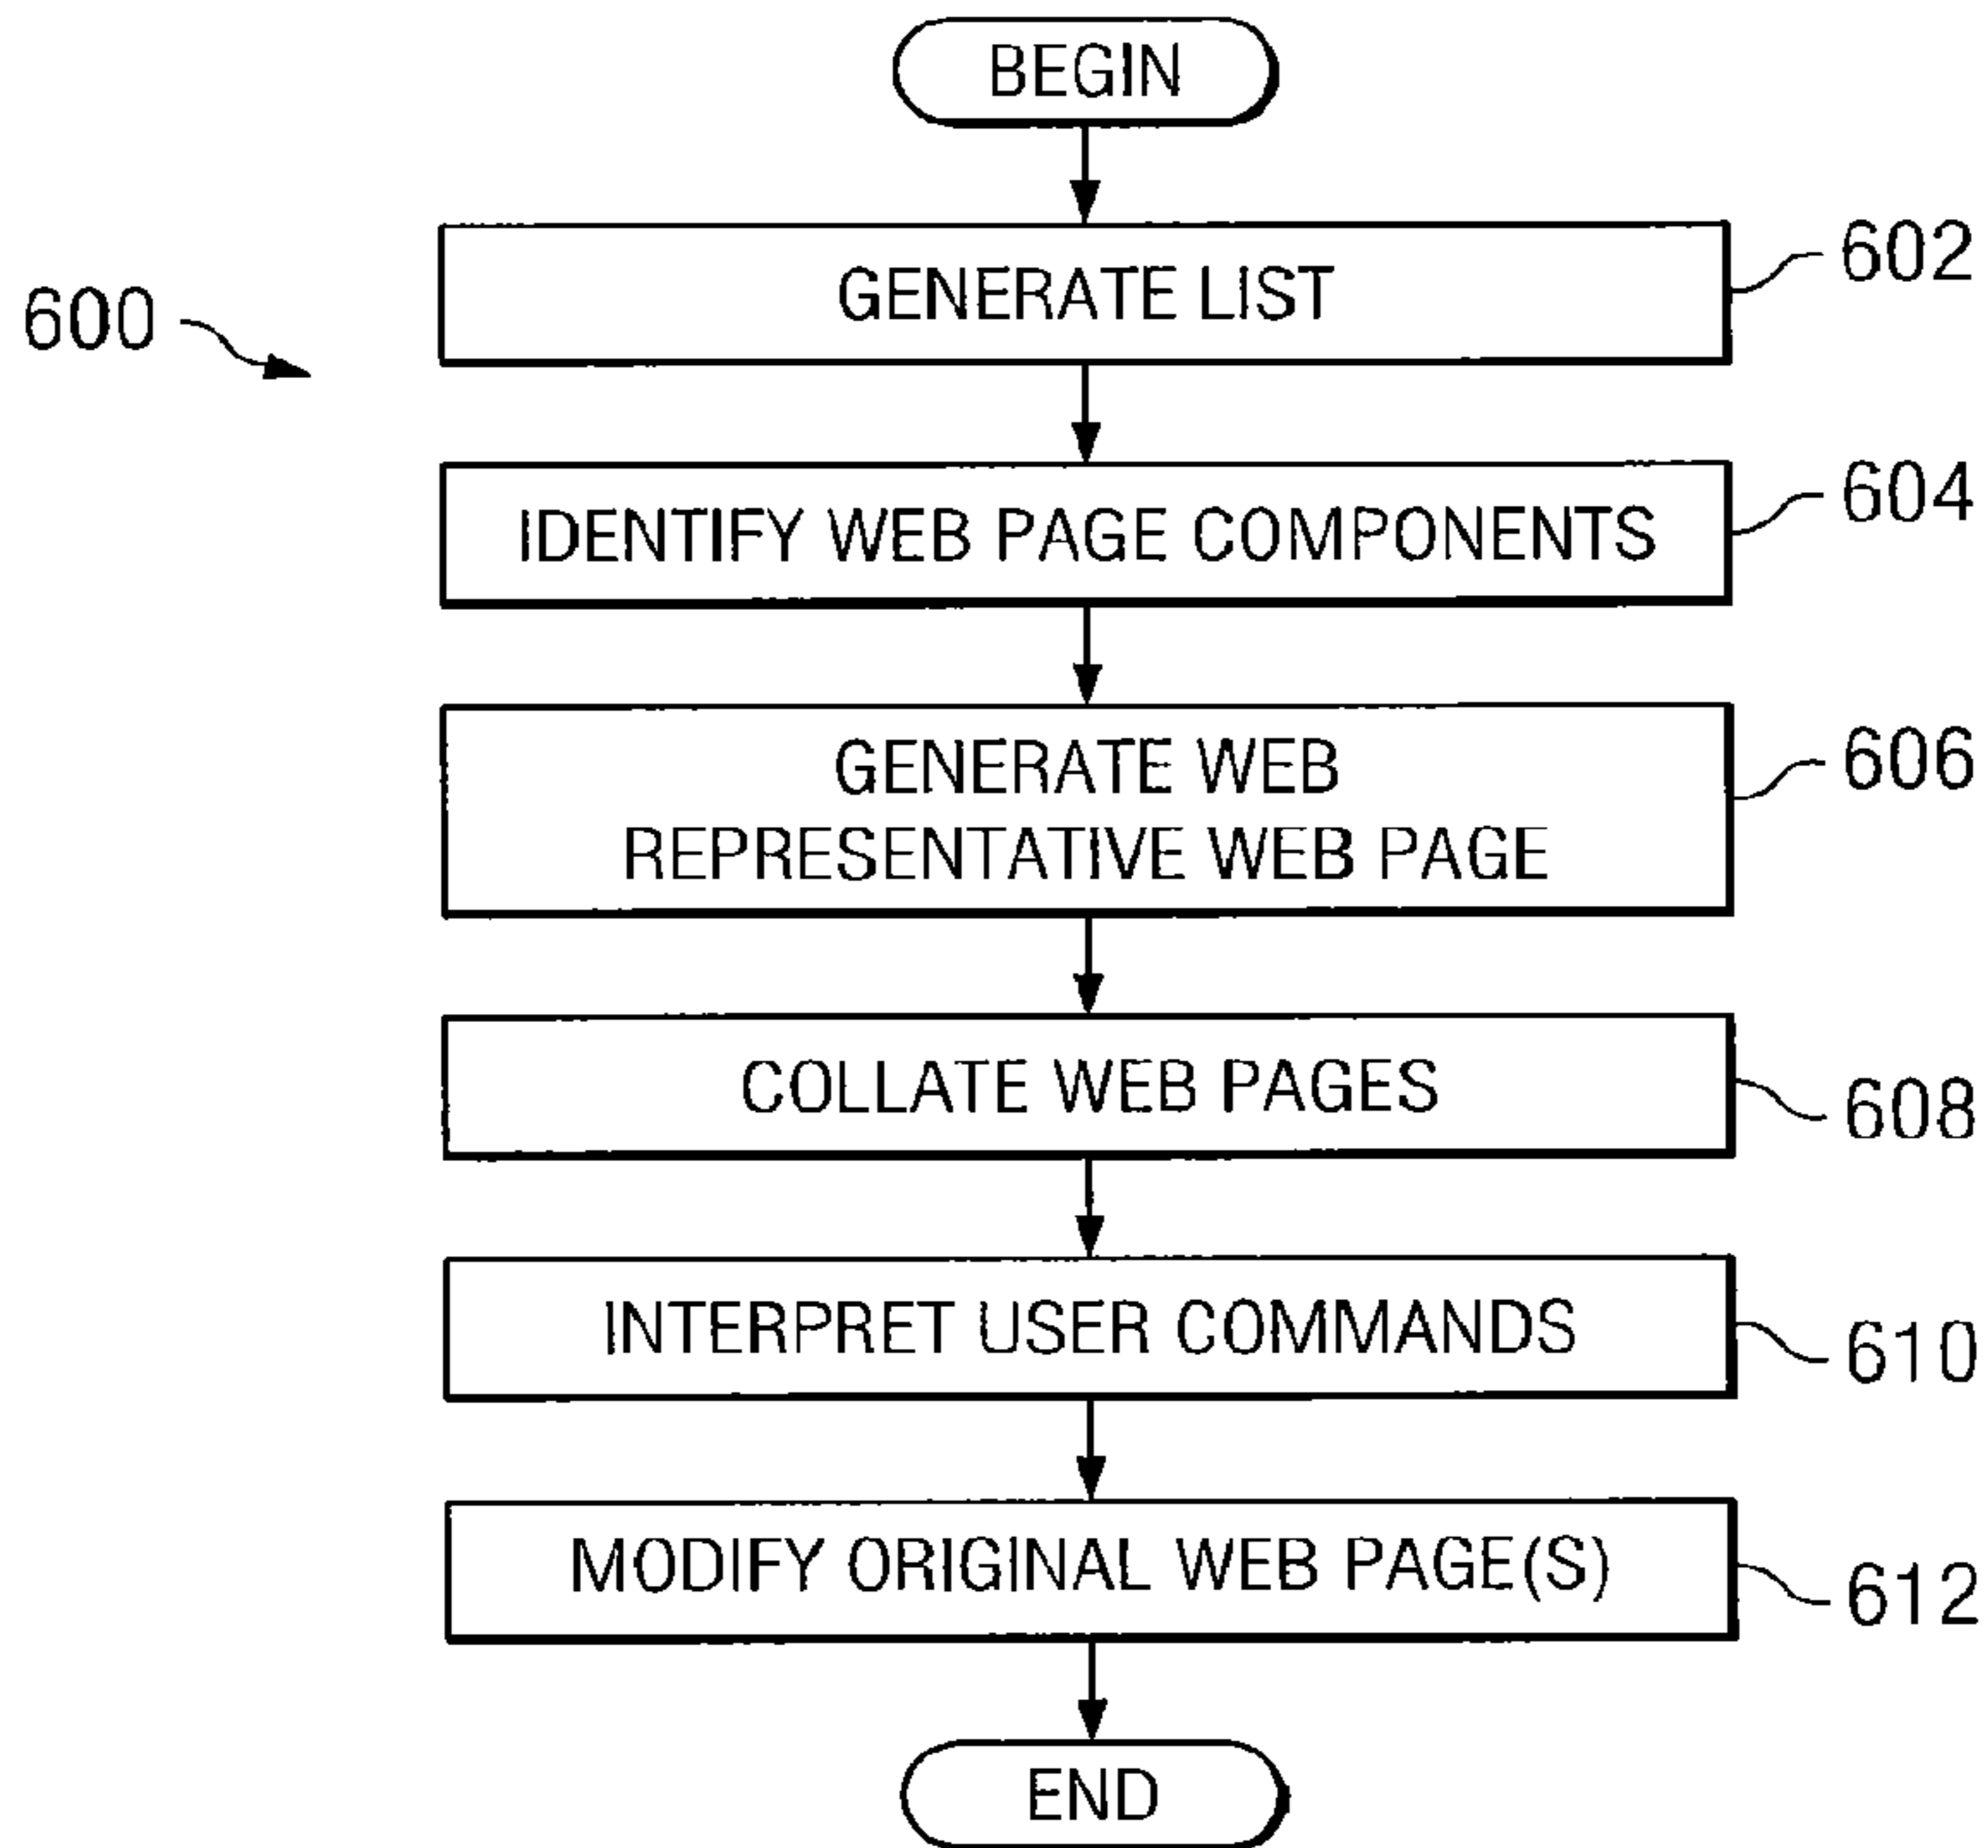 BEGIN
600
GENERATE LIST
602
IDENTIFY WEB PAGE COMPONENTS
604
GENERATE WEB
REPRESENTATIVE WEB PAGE
606
COLLATE WEB PAGES
608
INTERPRET USER COMMANDS
610
MODIFY ORIGINAL WEB PAGE(S)
612
END